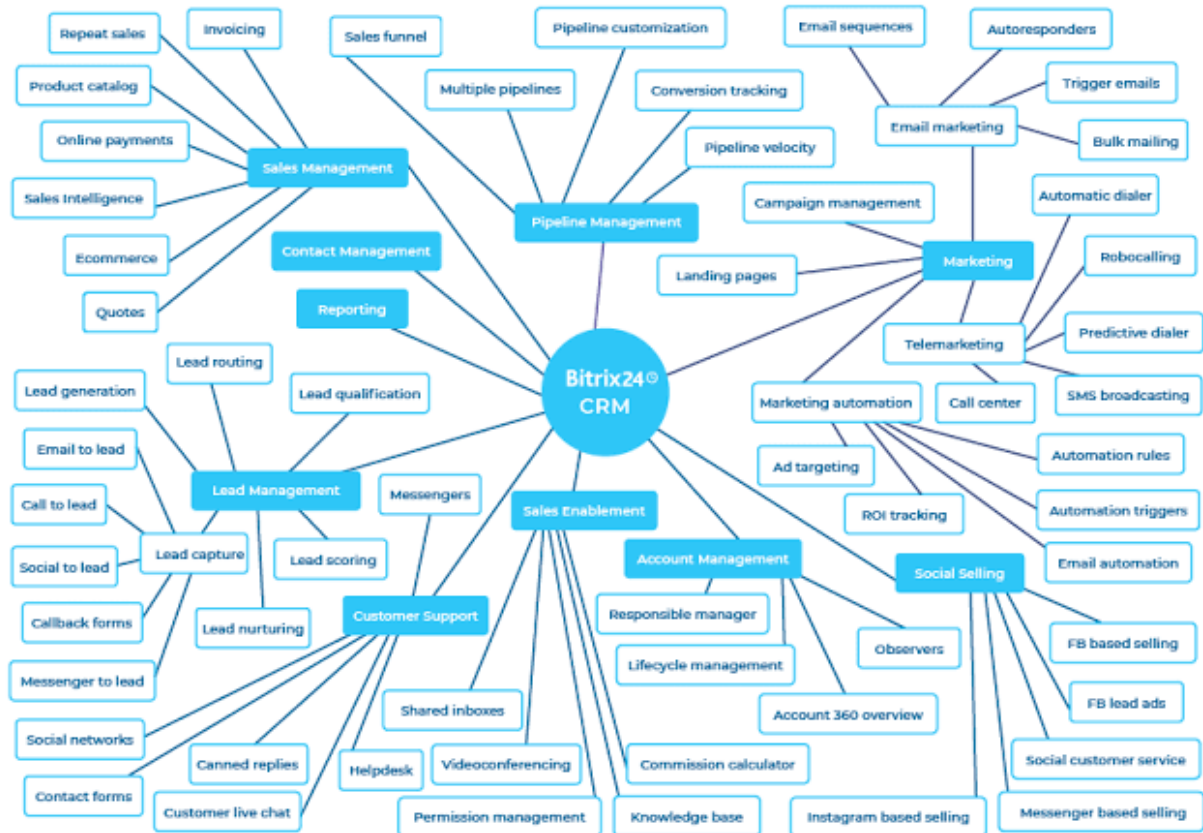 Email sequences
Autoresponders
Pipeline customization
Invoicing
Repeat sales
Sales funnel
Trigger emails
Product catalog
Multiple pipelines
Conversion tracking
Email marketing
Online payments
Bulk mailing
Pipeline velocity
Sales Management
Sales Intelligence
Automatic dialer
Campaign management
Pipeline Management
Contact Management
Ecommerce
Marketing
Robocalling
Landing pages
Reporting
Quotes
Predictive dialer
Telemarketing
Lead routing
Bitrix24
CRM
Lead generation
Lead qualification
SMS broadcasting
Marketing automation
Call center
Email to lead
Automation rules
Ad targeting
Lead Management
Messengers
Call to lead
Sales Enablement
Automation triggers
ROI tracking
Lead capture
Lead scoring
Account Management
Email automation
Social to lead
Social Selling
Responsible manager
Customer Support
Callback forms
Lead nurturing
FB based selling
Observers
Lifecycle management
Messenger to lead
FB lead ads
Shared inboxes
Account 360 overview
Social networks
Social customer service
Canned replies
Helpdesk
Videoconferencing
Commission calculator
Contact forms
Customer live chat
Permission management
Knowledge base
Instagram based selling
Messenger based selling